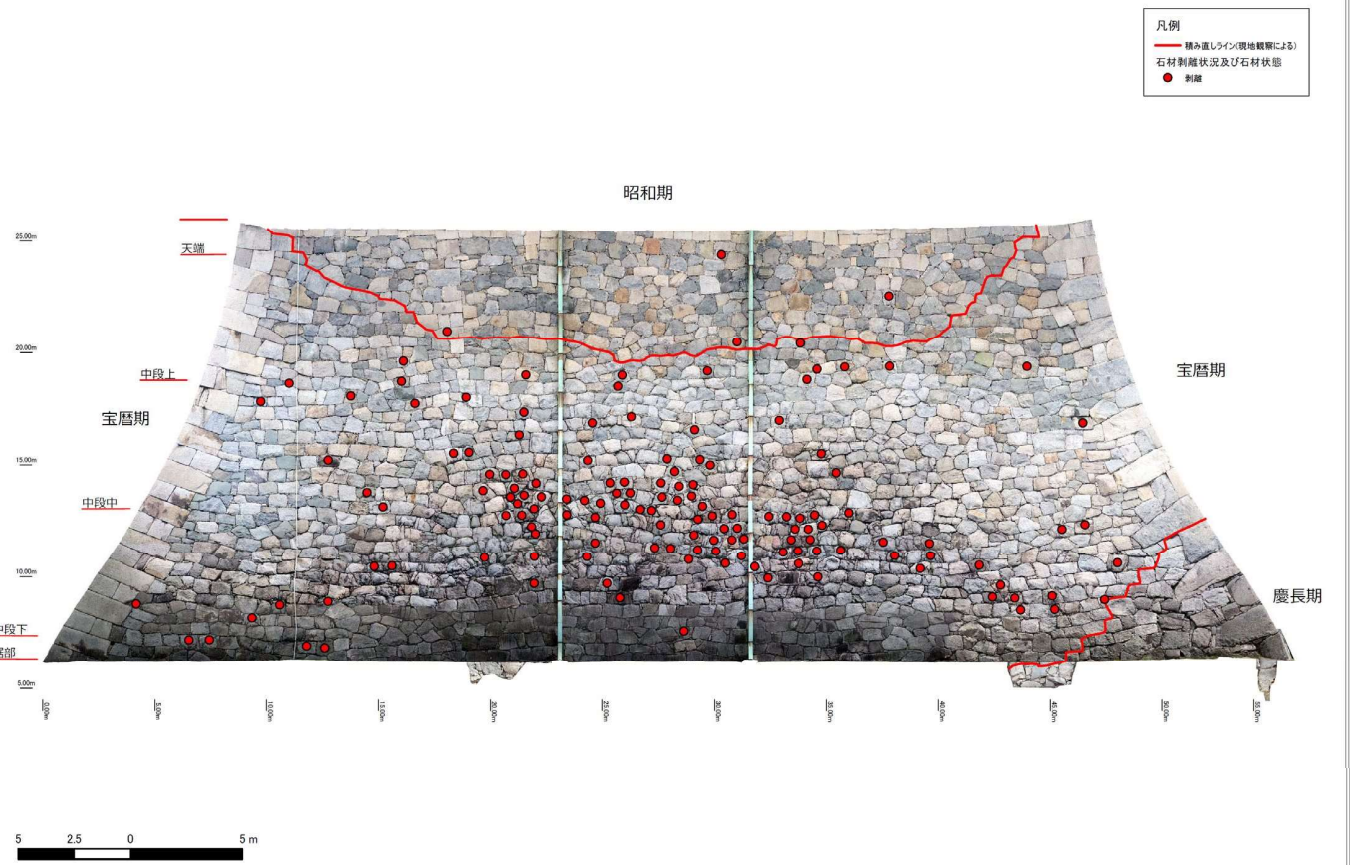 凡例
積み直しライン(現地観察による)
石材剥離状況及び石材状態
剥離
昭和期
25.00m
天端
20.00m
中段上
宝暦期
宝暦期
15.00m
中段中
10.00m
慶長期
中段下
部
5.00m
0.00m
5.00m
10.00m
15.00m
20.00m
25.00m
30.00m
35.00m
40.00m
45.00m
50.00m
55.00m
5 2.5 0 5 m